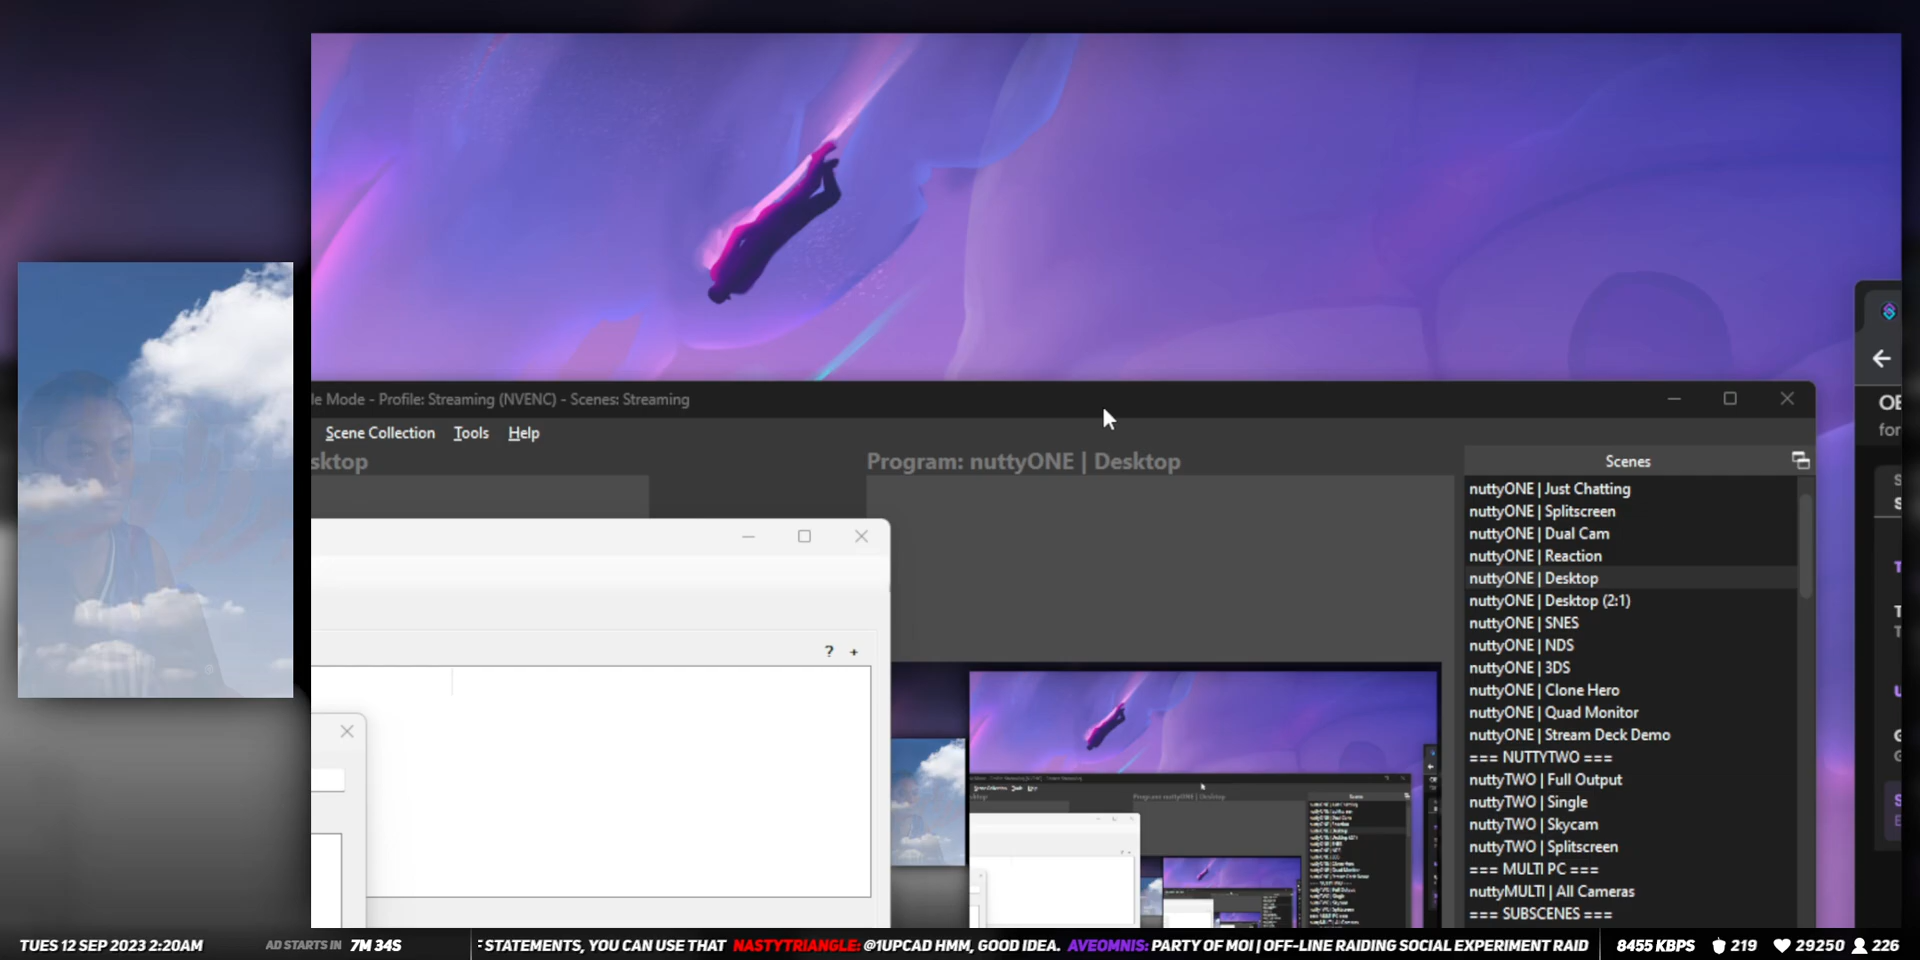 le Mode - Profile: Streaming (NVENC) - Scenes: Streaming
Scene Collection Tools Help
sktop
Program: nuttyONE | Desktop
Scenes
nuttyONE | Just Chatting
nuttyONE | Splitscreen
nuttyONE | Dual Cam
nuttyONE | Reaction
nuttyONE | Desktop
nuttyONE | Desktop (2:1)
nuttyONE | SNES
nuttyONE | NDS
nuttyONE | 3DS
nuttyONE | Clone Hero
nuttyONE | Quad Monitor
nuttyONE | Stream Deck Demo
=== NUTTYTWO ===
nuttyTWO | Full Output
nuttyTWO | Single
nuttyTWO | Skycam
nuttyTWO | Splitscreen
=== MULTI PC ===
nuttyMULTI | All Cameras
=== SUBSCENES ===
? +
for
TUES 12 SEP 2023 2:20AM
AD STARTS IN 7M 34S
STATEMENTS, YOU CAN USE THAT NASTYTRIANGLE: @1UPCAD HMM, GOOD IDEA. AVEOMNIS: PARTY OF MOI | OFF-LINE RAIDING SOCIAL EXPERIMENT RAID
8455 KBPS 219 29250 226